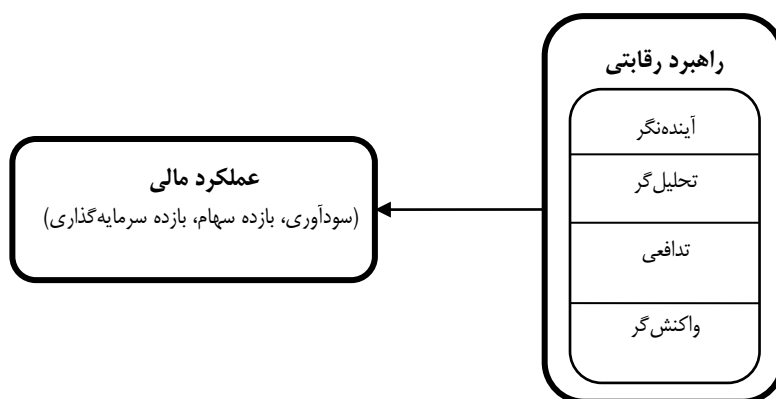 راهبرد رقابتی
آینده‌نگر
تحلیل‌گر
تدافعی
واکنش‌گر
عملکرد مالی
(سودآوری، بازده سهام، بازده سرمایه‌گذاری)